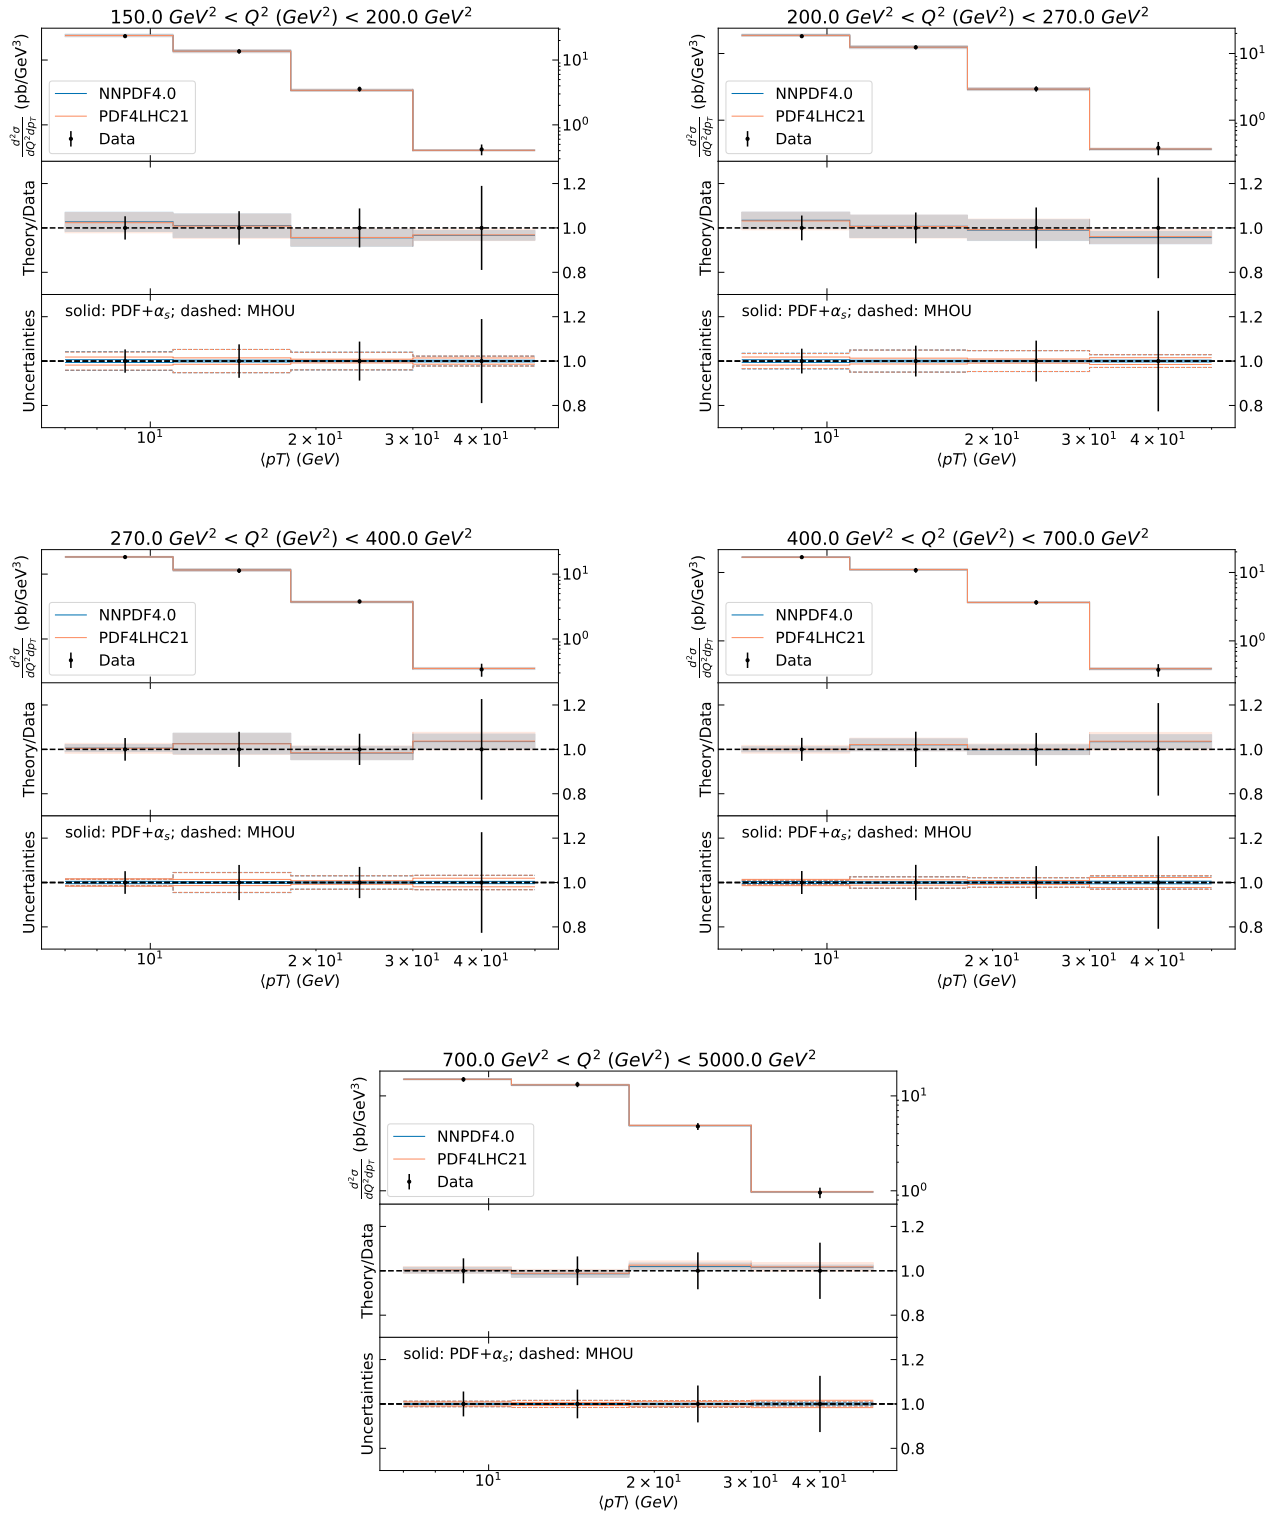 150.0 GeV² < Q² (GeV²) < 200.0 GeV²
d²σ/dQ²dp_T (pb/GeV³)
10¹
10⁰
NNPDF4.0
PDF4LHC21
Data
Theory/Data
1.2
1.0
0.8
Uncertainties
solid: PDF+α_s; dashed: MHOU
1.2
1.0
0.8
10¹ 2×10¹ 3×10¹ 4×10¹
⟨pT⟩ (GeV)
200.0 GeV² < Q² (GeV²) < 270.0 GeV²
d²σ/dQ²dp_T (pb/GeV³)
10¹
10⁰
NNPDF4.0
PDF4LHC21
Data
Theory/Data
1.2
1.0
0.8
Uncertainties
solid: PDF+α_s; dashed: MHOU
1.2
1.0
0.8
10¹ 2×10¹ 3×10¹ 4×10¹
⟨pT⟩ (GeV)
270.0 GeV² < Q² (GeV²) < 400.0 GeV²
d²σ/dQ²dp_T (pb/GeV³)
10¹
10⁰
NNPDF4.0
PDF4LHC21
Data
Theory/Data
1.2
1.0
0.8
Uncertainties
solid: PDF+α_s; dashed: MHOU
1.2
1.0
0.8
10¹ 2×10¹ 3×10¹ 4×10¹
⟨pT⟩ (GeV)
400.0 GeV² < Q² (GeV²) < 700.0 GeV²
d²σ/dQ²dp_T (pb/GeV³)
10¹
10⁰
NNPDF4.0
PDF4LHC21
Data
Theory/Data
1.2
1.0
0.8
Uncertainties
solid: PDF+α_s; dashed: MHOU
1.2
1.0
0.8
10¹ 2×10¹ 3×10¹ 4×10¹
⟨pT⟩ (GeV)
700.0 GeV² < Q² (GeV²) < 5000.0 GeV²
d²σ/dQ²dp_T (pb/GeV³)
10¹
10⁰
NNPDF4.0
PDF4LHC21
Data
Theory/Data
1.2
1.0
0.8
Uncertainties
solid: PDF+α_s; dashed: MHOU
1.2
1.0
0.8
10¹ 2×10¹ 3×10¹ 4×10¹
⟨pT⟩ (GeV)